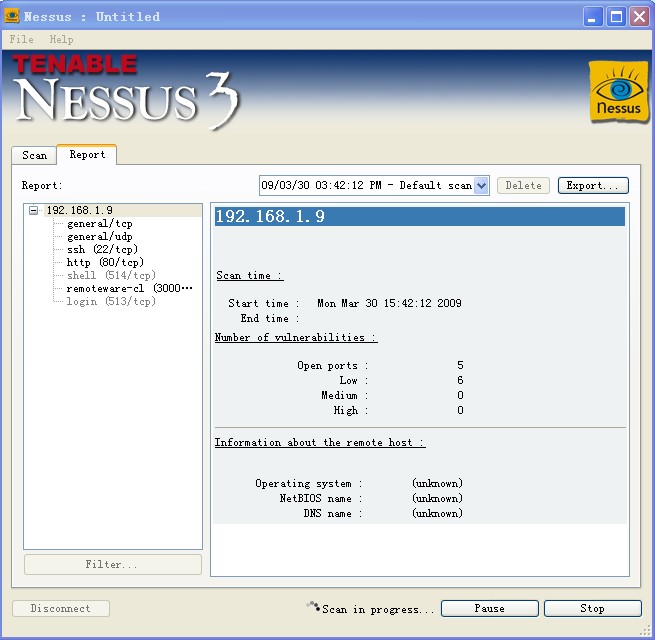 Nessus : Untitled
File Help
TENABLE
NESSUS 3
Nessus
Scan Report
Report: 09/03/30 03:42:12 PM - Default scan Delete Export...
192.168.1.9
general/tcp
general/udp
ssh (22/tcp)
http (80/tcp)
shell (514/tcp)
remoteware-cl (3000···
login (513/tcp)
Filter...
192.168.1.9
Scan time :
Start time : Mon Mar 30 15:42:12 2009
End time :
Number of vulnerabilities :
Open ports : 5
Low : 6
Medium : 0
High : 0
Information about the remote host :
Operating system : (unknown)
NetBIOS name : (unknown)
DNS name : (unknown)
Disconnect Scan in progress... Pause Stop